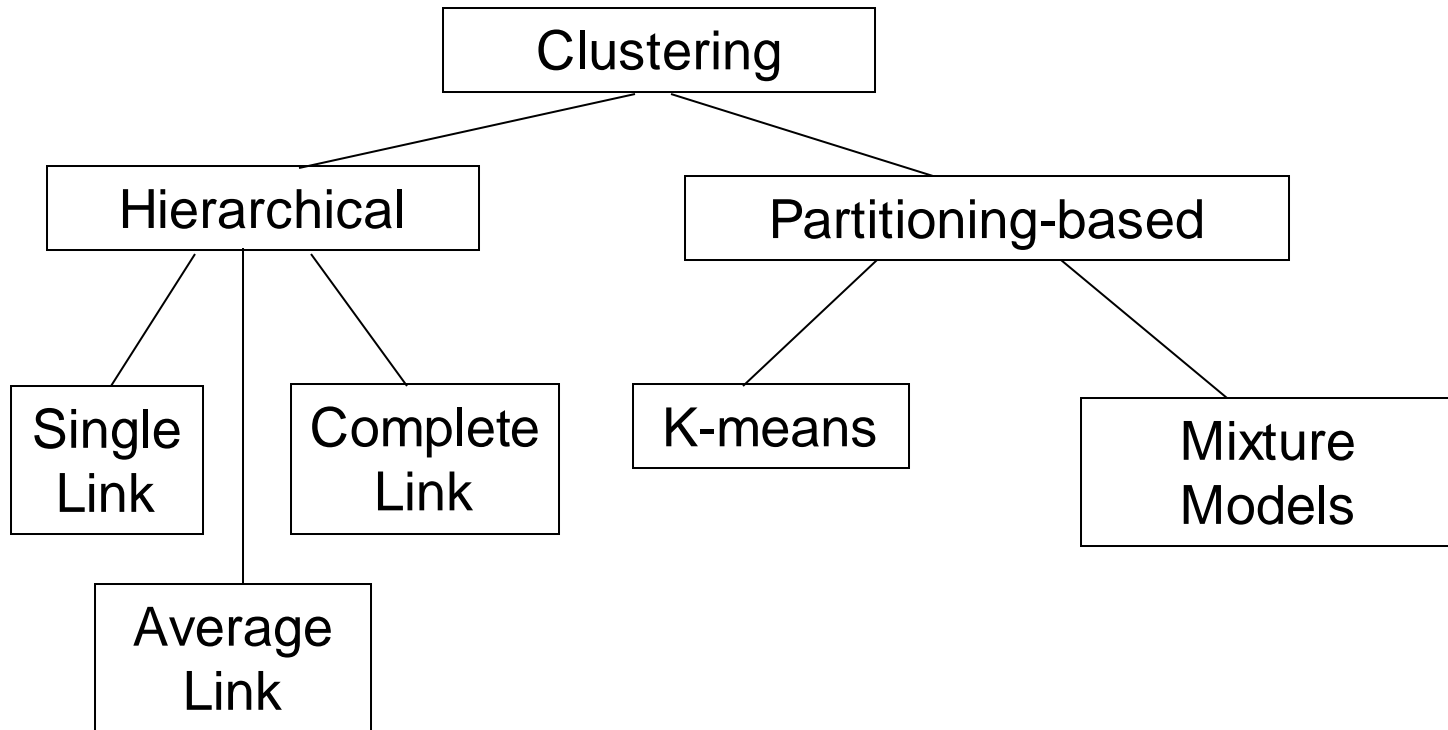 Clustering
Hierarchical
Partitioning-based
Single
Link
Complete
Link
K-means
Mixture
Models
Average
Link